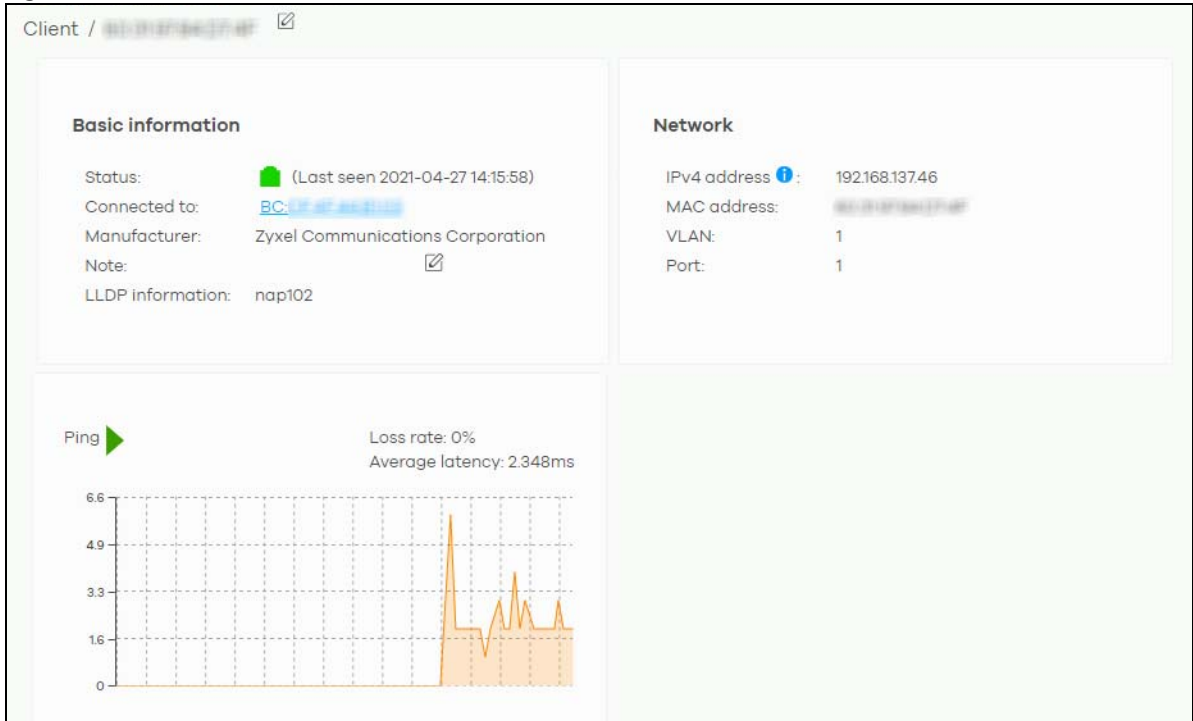 Client /
Basic information
Status: (Last seen 2021-04-27 14:15:58)
Connected to: BC:
Manufacturer: Zyxel Communications Corporation
Note:
LLDP information: nap102
Network
IPv4 address i : 192.168.137.46
MAC address:
VLAN: 1
Port: 1
Ping
Loss rate: 0%
Average latency: 2.348ms
6.6
4.9
3.3
1.6
0